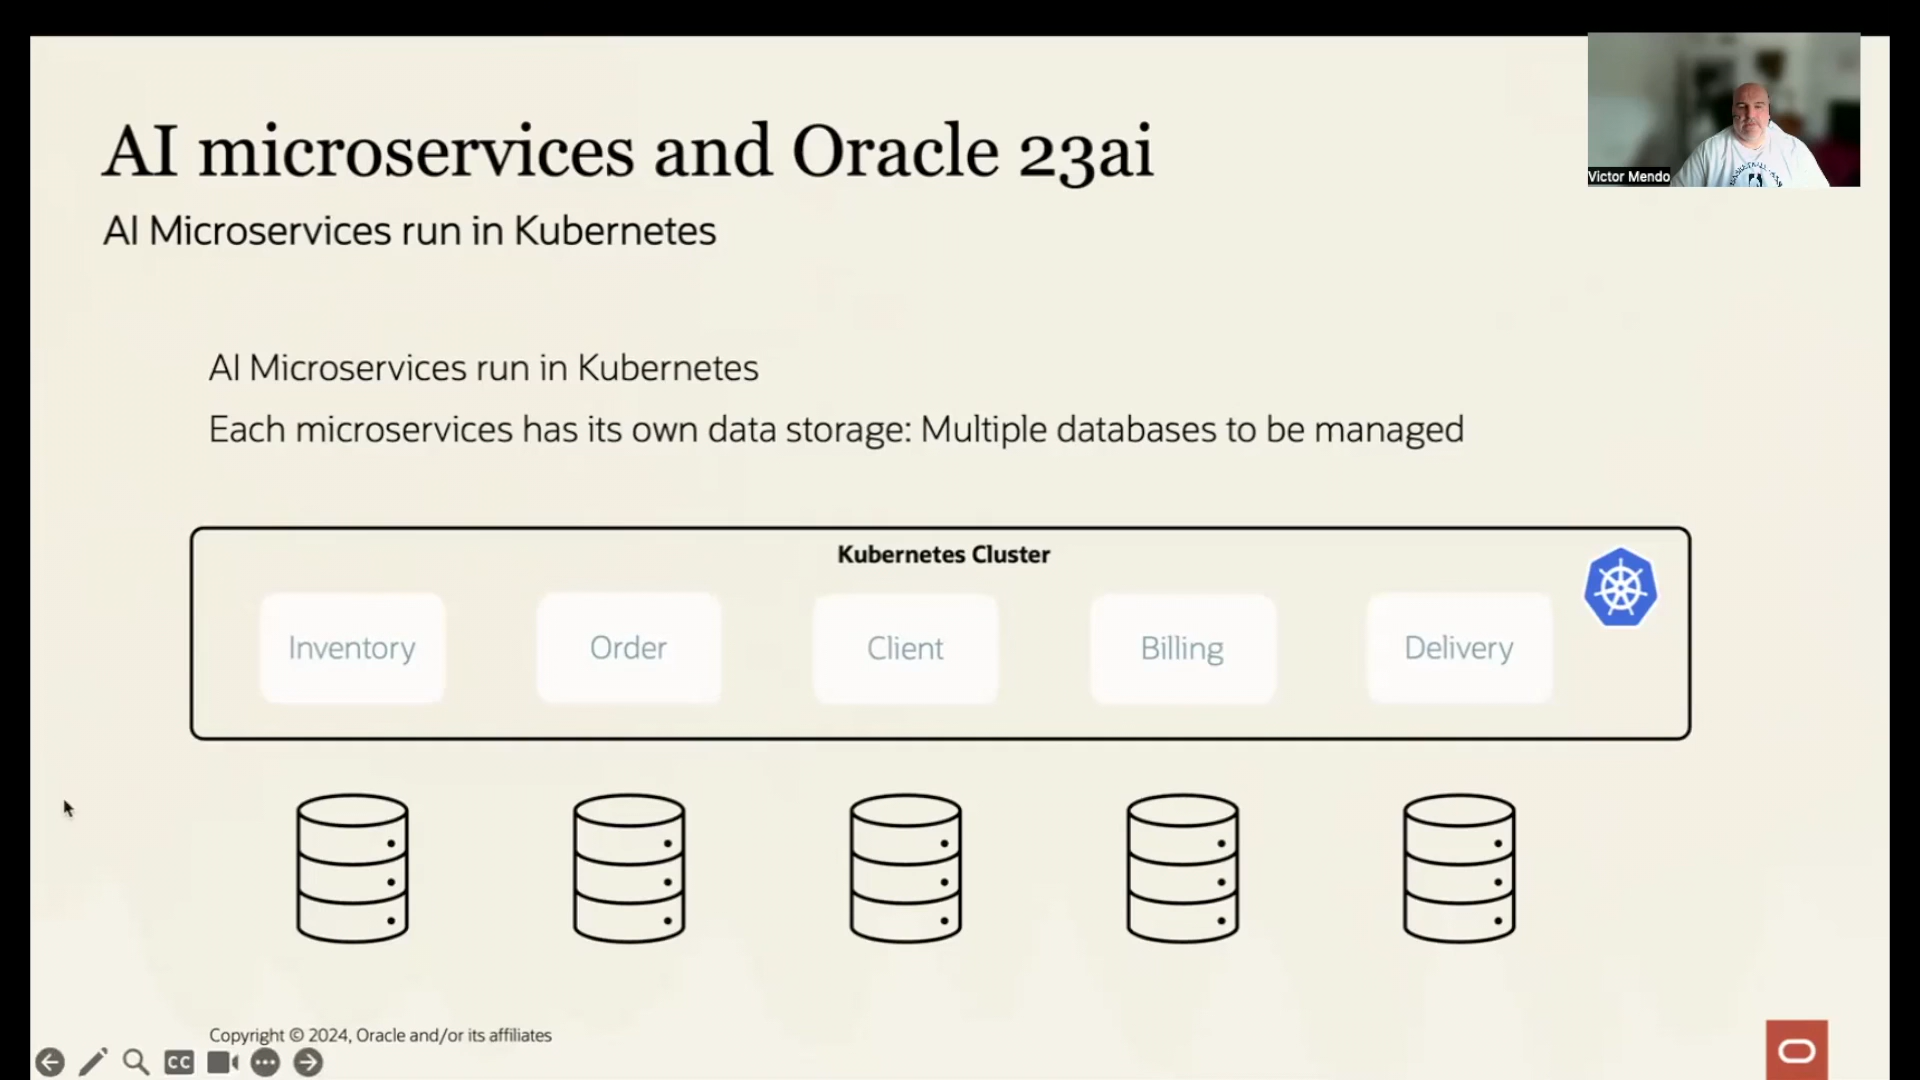 AI microservices and Oracle 23ai
Victor Mendo
AI Microservices run in Kubernetes
AI Microservices run in Kubernetes
Each microservices has its own data storage: Multiple databases to be managed
Kubernetes Cluster
Inventory
Order
Client
Billing
Delivery
Copyright © 2024, Oracle and/or its affiliates
CC